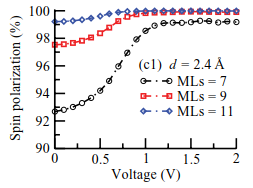 Spin polarization (%)
100
98
96
94
92
90
(c1) d = 2.4 Å
MLs = 7
MLs = 9
MLs = 11
0 0.5 1 1.5 2
Voltage (V)